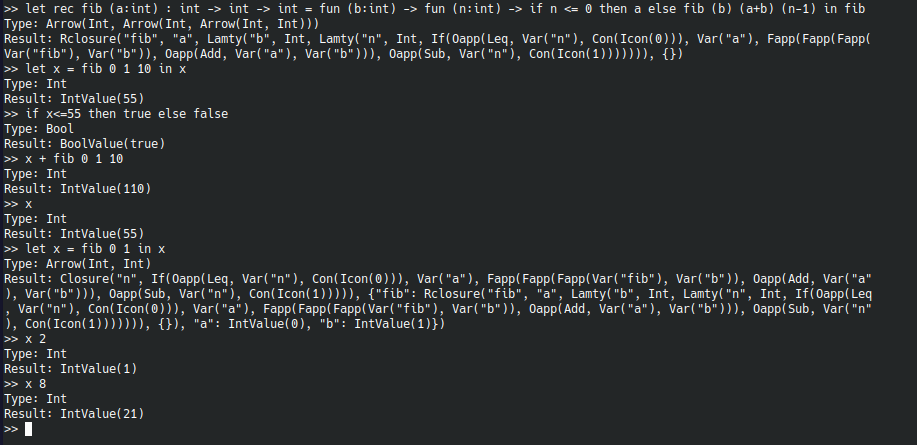 >> let rec fib (a:int) : int -> int -> int = fun (b:int) -> fun (n:int) -> if n <= 0 then a else fib (b) (a+b) (n-1) in fib
Type: Arrow(Int, Arrow(Int, Arrow(Int, Int)))
Result: Rclosure("fib", "a", Lamty("b", Int, Lamty("n", Int, If(Oapp(Leq, Var("n"), Con(Icon(0))), Var("a"), Fapp(Fapp(Fapp(
Var("fib"), Var("b")), Oapp(Add, Var("a"), Var("b"))), Oapp(Sub, Var("n"), Con(Icon(1))))))), {})
>> let x = fib 0 1 10 in x
Type: Int
Result: IntValue(55)
>> if x<=55 then true else false
Type: Bool
Result: BoolValue(true)
>> x + fib 0 1 10
Type: Int
Result: IntValue(110)
>> x
Type: Int
Result: IntValue(55)
>> let x = fib 0 1 in x
Type: Arrow(Int, Int)
Result: Closure("n", If(Oapp(Leq, Var("n"), Con(Icon(0))), Var("a"), Fapp(Fapp(Fapp(Var("fib"), Var("b")), Oapp(Add, Var("a"
), Var("b"))), Oapp(Sub, Var("n"), Con(Icon(1))))), {"fib": Rclosure("fib", "a", Lamty("b", Int, Lamty("n", Int, If(Oapp(Leq
, Var("n"), Con(Icon(0))), Var("a"), Fapp(Fapp(Fapp(Var("fib"), Var("b")), Oapp(Add, Var("a"), Var("b"))), Oapp(Sub, Var("n"
), Con(Icon(1))))))), {}), "a": IntValue(0), "b": IntValue(1)})
>> x 2
Type: Int
Result: IntValue(1)
>> x 8
Type: Int
Result: IntValue(21)
>>